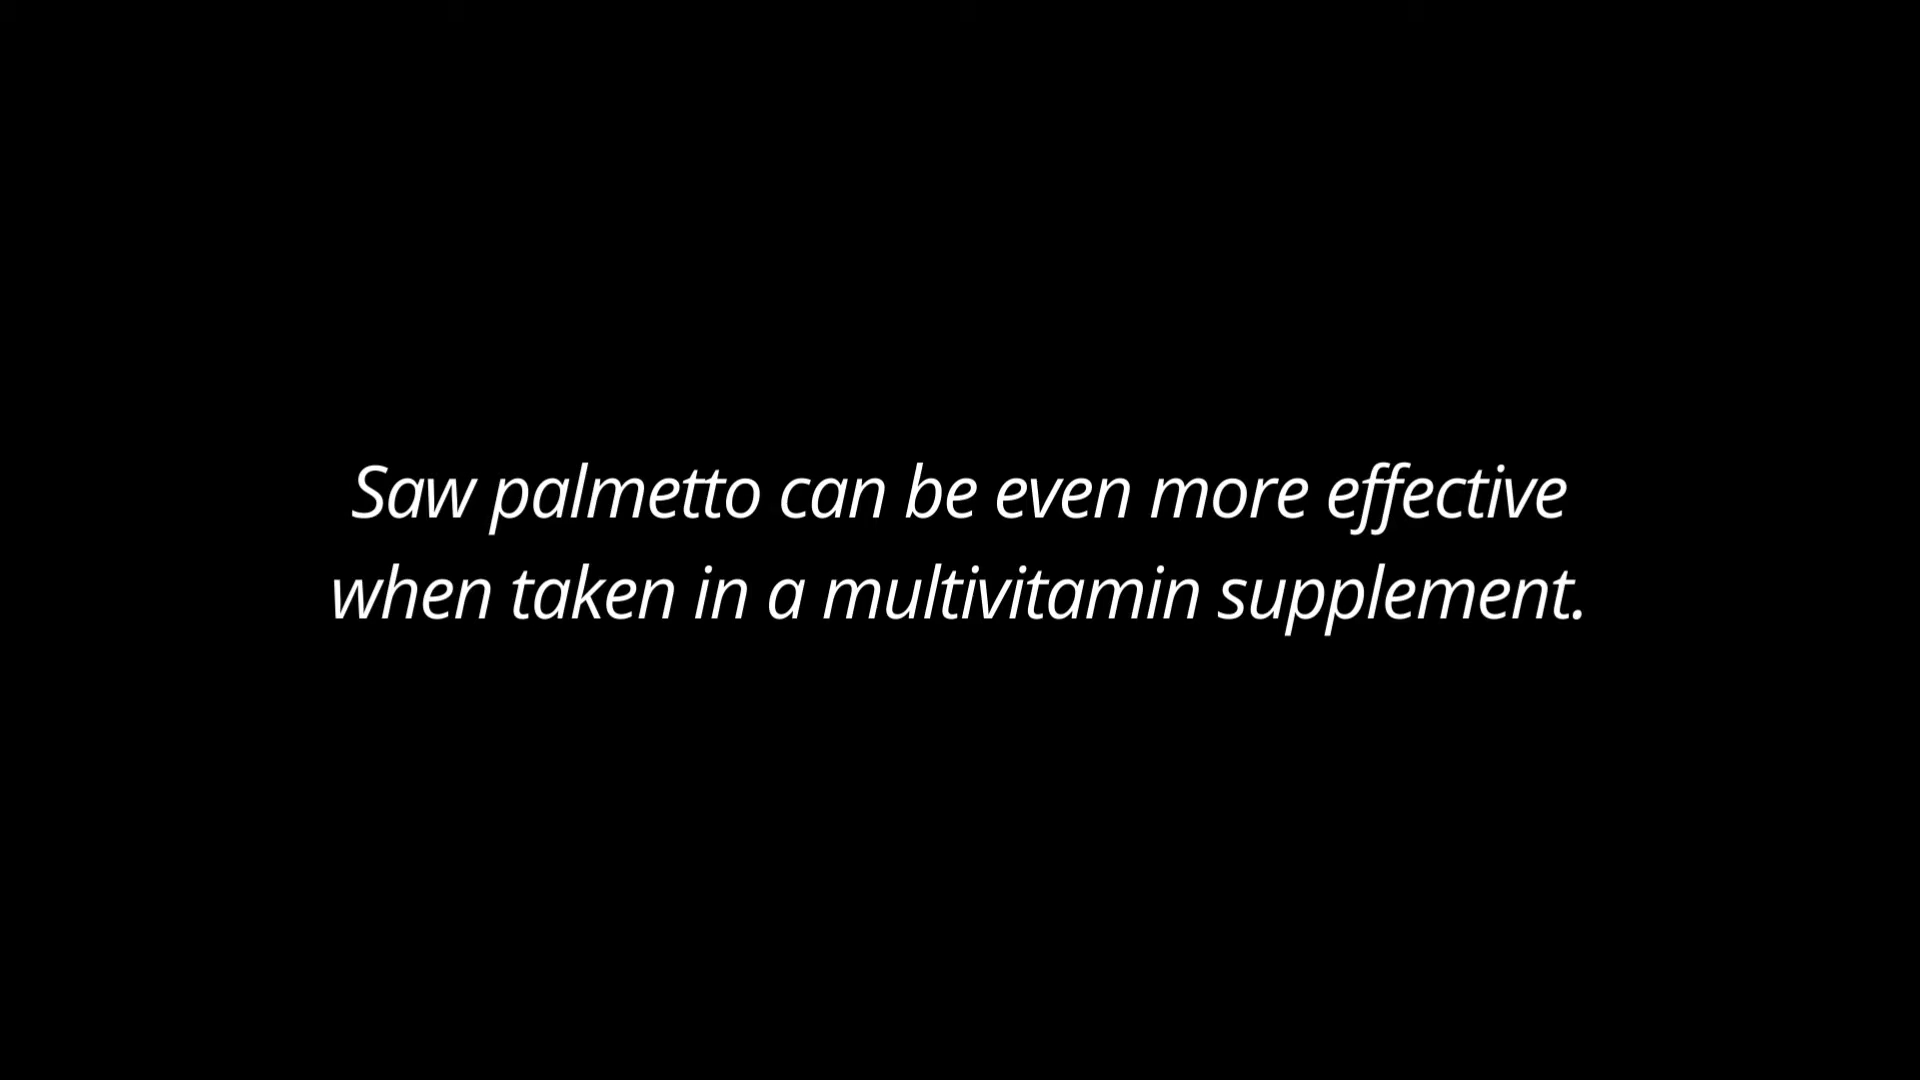 Saw palmetto can be even more effective
when taken in a multivitamin supplement.